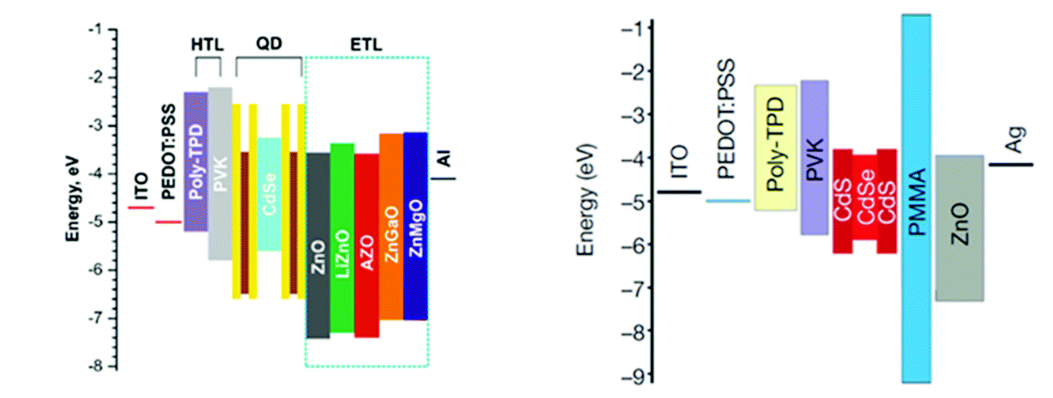 HTL QD ETL
-1
-2
-3
-4
-5
-6
-7
-8
Energy, eV
ITO
PEDOT:PSS
Poly-TPD
PVK
CdSe
ZnO
LiZnO
AZO
ZnGaO
ZnMgO
Al
-1
-2
-3
-4
-5
-6
-7
-8
-9
Energy (eV)
ITO
PEDOT:PSS
Poly-TPD
PVK
CdS
CdSe
CdS
PMMA
ZnO
Ag